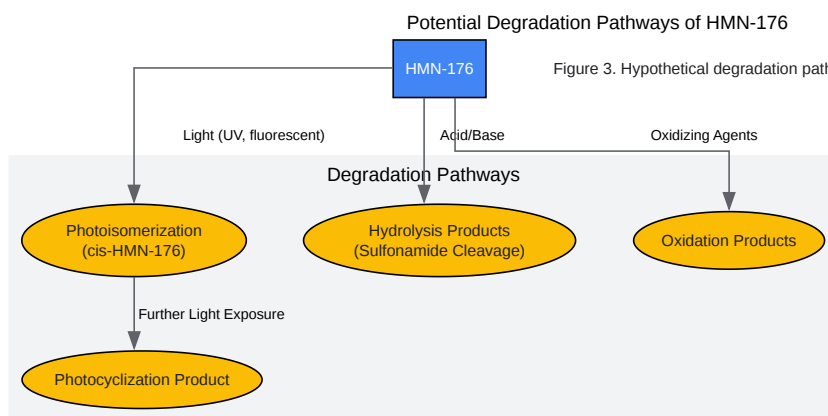 Potential Degradation Pathways of HMN-176
HMN-176
Figure 3. Hypothetical degradation
Light (UV, fluorescent)
Acid/Base
Oxidizing Agents
Degradation Pathways
Photoisomerization
(cis-HMN-176)
Hydrolysis Products
(Sulfonamide Cleavage)
Oxidation Products
Further Light Exposure
Photocyclization Product